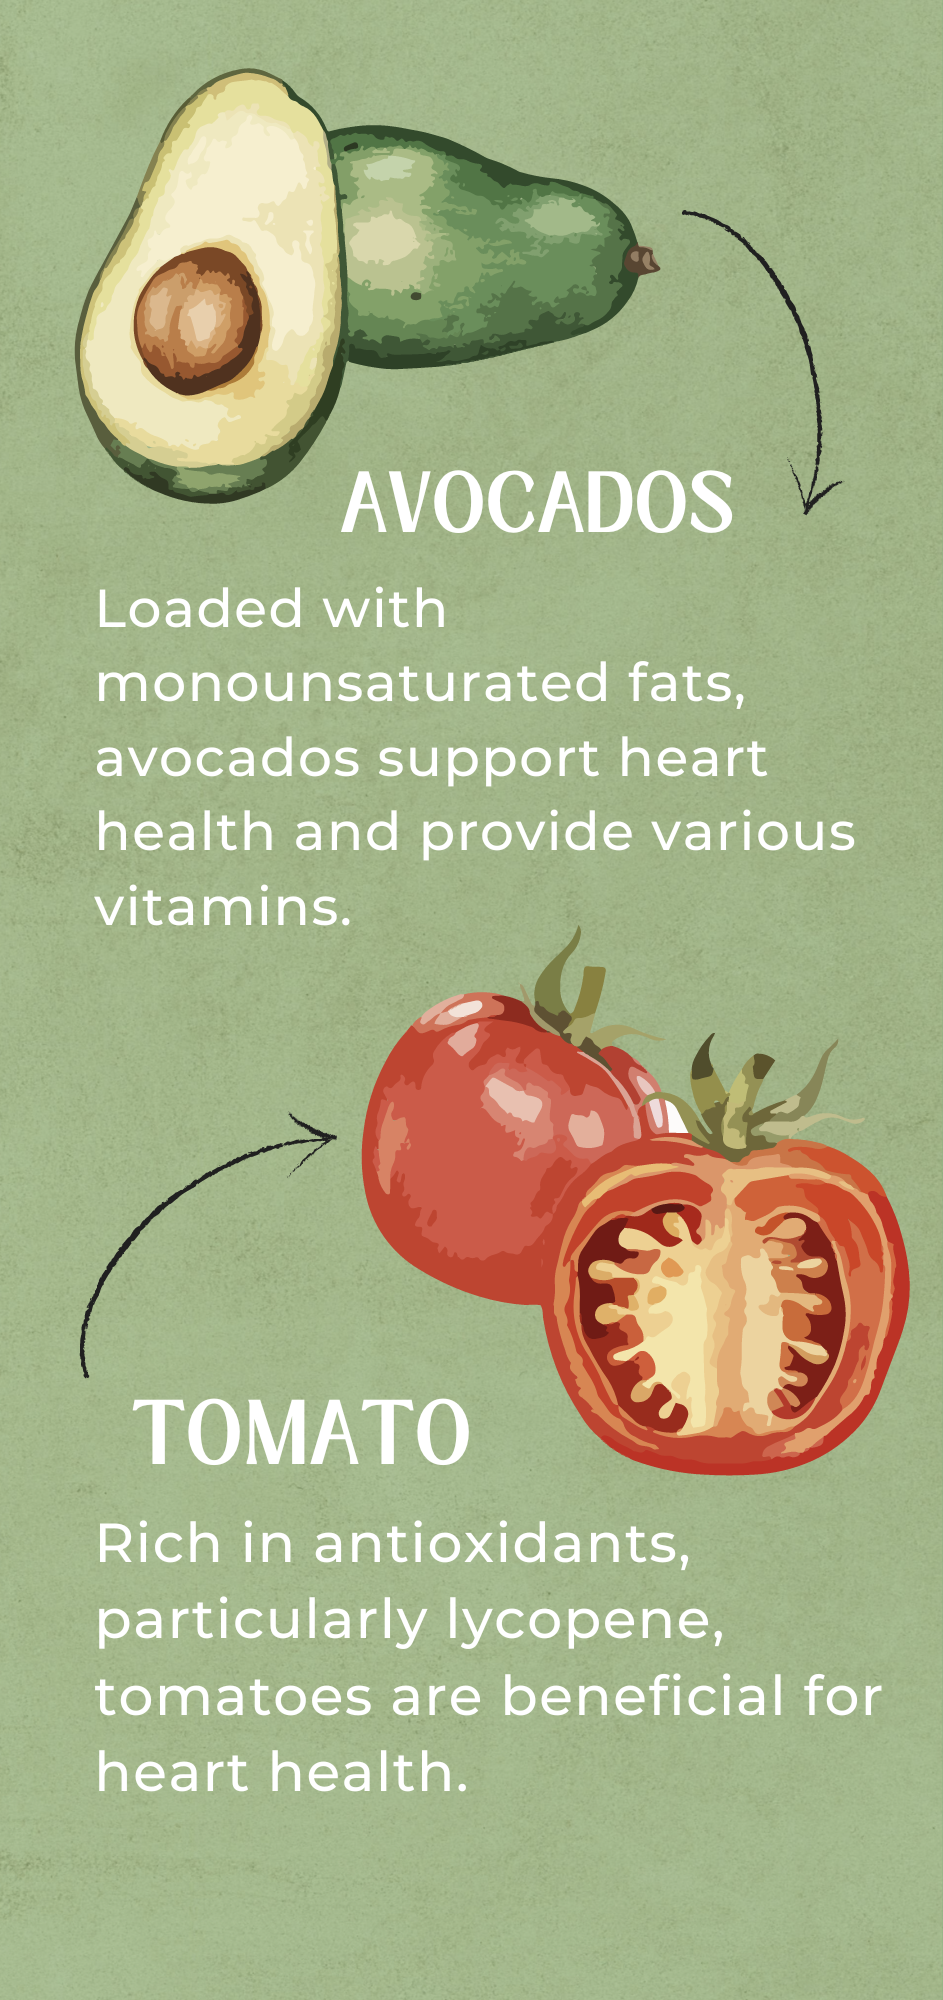 AVOCADOS
Loaded with
monounsaturated fats,
avocados support heart
health and provide various
vitamins.
TOMATO
Rich in antioxidants,
particularly lycopene,
tomatoes are beneficial for
heart health.